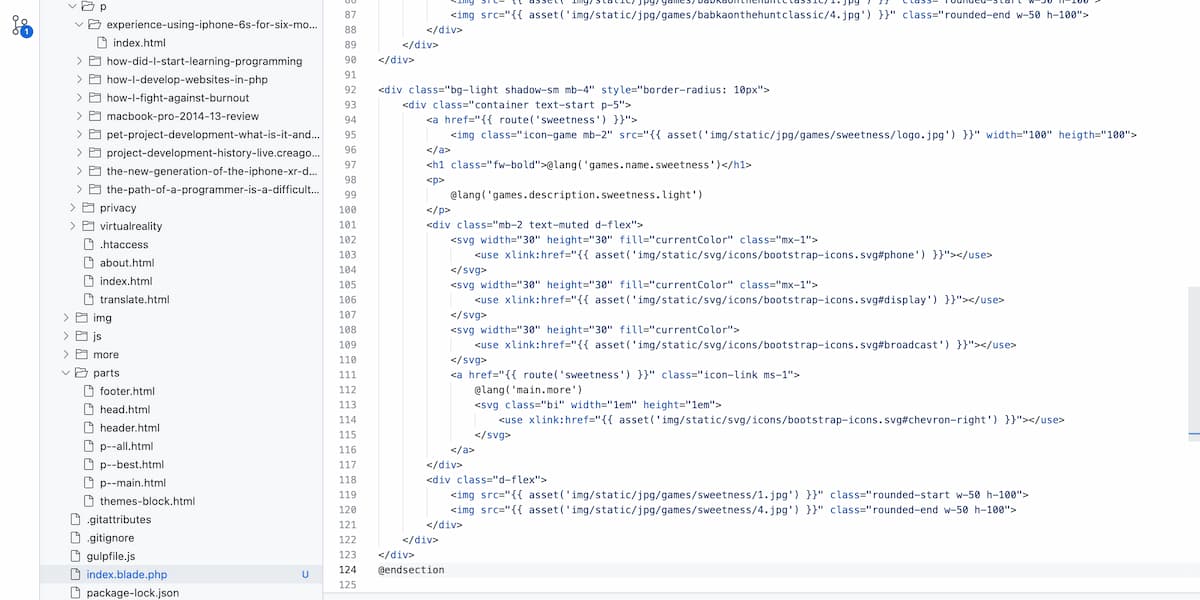 1
p
experience-using-iphone-6s-for-six-mo...
index.html
how-did-I-start-learning-programming
how-I-develop-websites-in-php
how-I-fight-against-burnout
macbook-pro-2014-13-review
pet-project-development-what-is-it-and...
project-development-history-live.creago...
the-new-generation-of-the-iphone-xr-d...
the-path-of-a-programmer-is-a-difficult...
privacy
virtualreality
.htaccess
about.html
index.html
translate.html
img
js
more
parts
footer.html
head.html
header.html
p--all.html
p--best.html
p--main.html
themes-block.html
.gitattributes
.gitignore
gulpfile.js
index.blade.php U
package-lock.json
87 <img src="{{ asset('img/static/jpg/games/babkaonthehuntclassic/4.jpg') }}" class="rounded-end w-50 h-100">
88 </div>
89 </div>
90 </div>
91
92 <div class="bg-light shadow-sm mb-4" style="border-radius: 10px">
93 <div class="container text-start p-5">
94 <a href="{{ route('sweetness') }}">
95 <img class="icon-game mb-2" src="{{ asset('img/static/jpg/games/sweetness/logo.jpg') }}" width="100" heigth="100">
96 </a>
97 <h1 class="fw-bold">@lang('games.name.sweetness')</h1>
98 <p>
99 @lang('games.description.sweetness.light')
100 </p>
101 <div class="mb-2 text-muted d-flex">
102 <svg width="30" height="30" fill="currentColor" class="mx-1">
103 <use xlink:href="{{ asset('img/static/svg/icons/bootstrap-icons.svg#phone') }}"></use>
104 </svg>
105 <svg width="30" height="30" fill="currentColor" class="mx-1">
106 <use xlink:href="{{ asset('img/static/svg/icons/bootstrap-icons.svg#display') }}"></use>
107 </svg>
108 <svg width="30" height="30" fill="currentColor">
109 <use xlink:href="{{ asset('img/static/svg/icons/bootstrap-icons.svg#broadcast') }}"></use>
110 </svg>
111 <a href="{{ route('sweetness') }}" class="icon-link ms-1">
112 @lang('main.more')
113 <svg class="bi" width="1em" height="1em">
114 <use xlink:href="{{ asset('img/static/svg/icons/bootstrap-icons.svg#chevron-right') }}"></use>
115 </svg>
116 </a>
117 </div>
118 <div class="d-flex">
119 <img src="{{ asset('img/static/jpg/games/sweetness/1.jpg') }}" class="rounded-start w-50 h-100">
120 <img src="{{ asset('img/static/jpg/games/sweetness/4.jpg') }}" class="rounded-end w-50 h-100">
121 </div>
122 </div>
123 </div>
124 @endsection
125